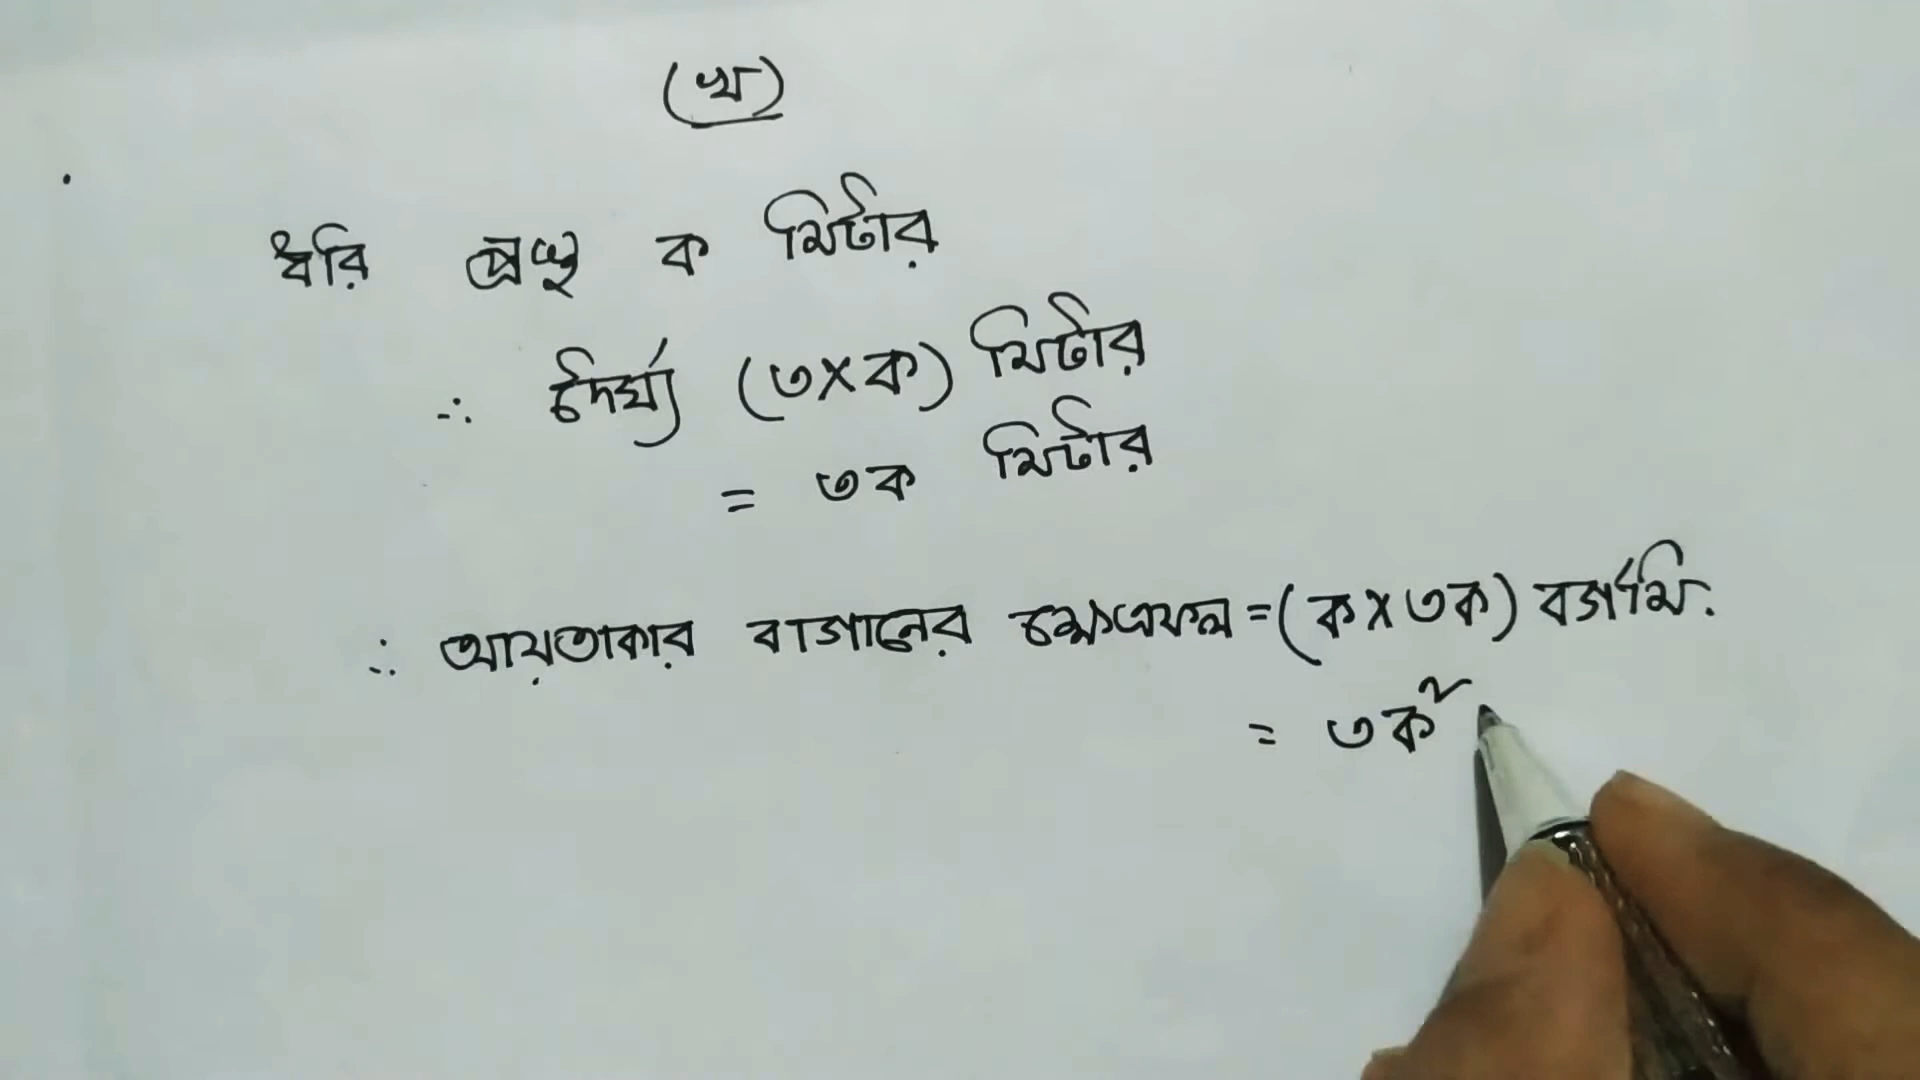 (খ)
ধরি প্রস্থ ক মিটার
∴ দৈর্ঘ্য (৩×ক) মিটার
= ৩ক মিটার
∴ আয়তাকার বাগানের ক্ষেত্রফল = (ক×৩ক) বর্গমি.
= ৩ক²